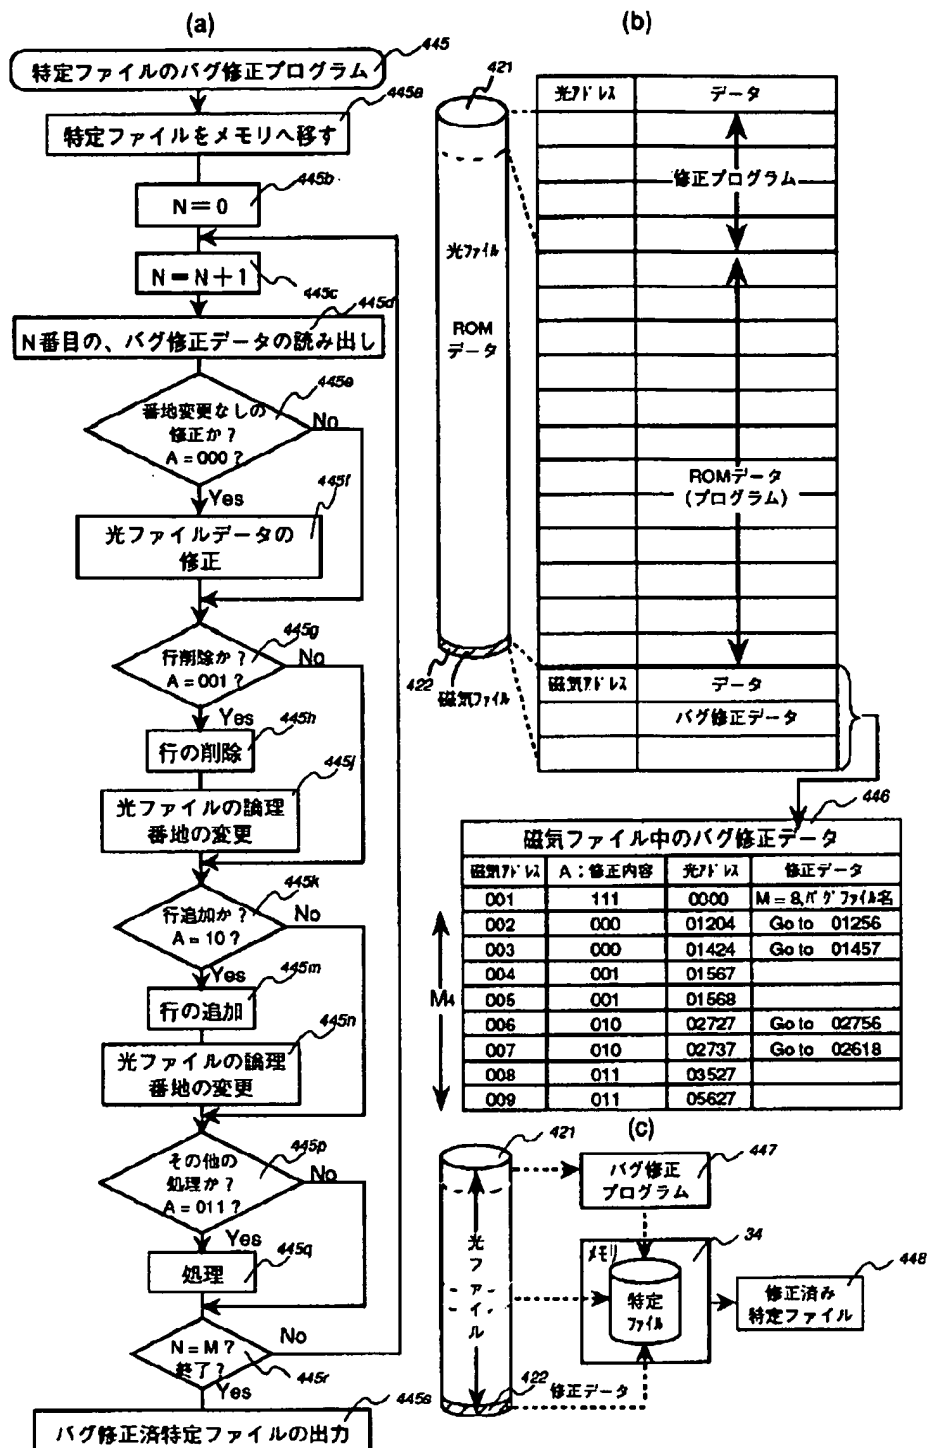 (a)
445
特定ファイルのバグ修正プログラム
445a
特定ファイルをメモリへ移す
445b
N=0
N=N+1
445c
445d
N番目の、バグ修正データの読み出し
445e
番地変更なしの
修正か?
A=000?
No
Yes
445f
光ファイルデータの
修正
445g
行削除か?
A=001?
No
Yes
445h
行の削除
445j
光ファイルの論理
番地の変更
445k
行追加か?
A=10?
No
Yes
445m
行の追加
445n
光ファイルの論理
番地の変更
445p
その他の
処理か?
A=011?
No
Yes
処理
445q
N=M?
終了?
No
445r
Yes
445s
バグ修正済特定ファイルの出力
(b)
421
光アドレス データ
修正プログラム
光ファイル
ROM
データ
ROMデータ
(プログラム)
422
磁気ファイル
磁気アドレス データ
バグ修正データ
446
磁気ファイル中のバグ修正データ
磁気アドレス A:修正内容 光アドレス 修正データ
001 111 0000 M=8,バグファイル名
002 000 01204 Go to 01256
003 000 01424 Go to 01457
004 001 01567
005 001 01568
006 010 02727 Go to 02756
007 010 02737 Go to 02618
008 011 03527
009 011 05627
(c)
421
447
バグ修正
プログラム
光ファイル
34
メモリ
特定
ファイル
448
修正済み
特定ファイル
422
修正データ